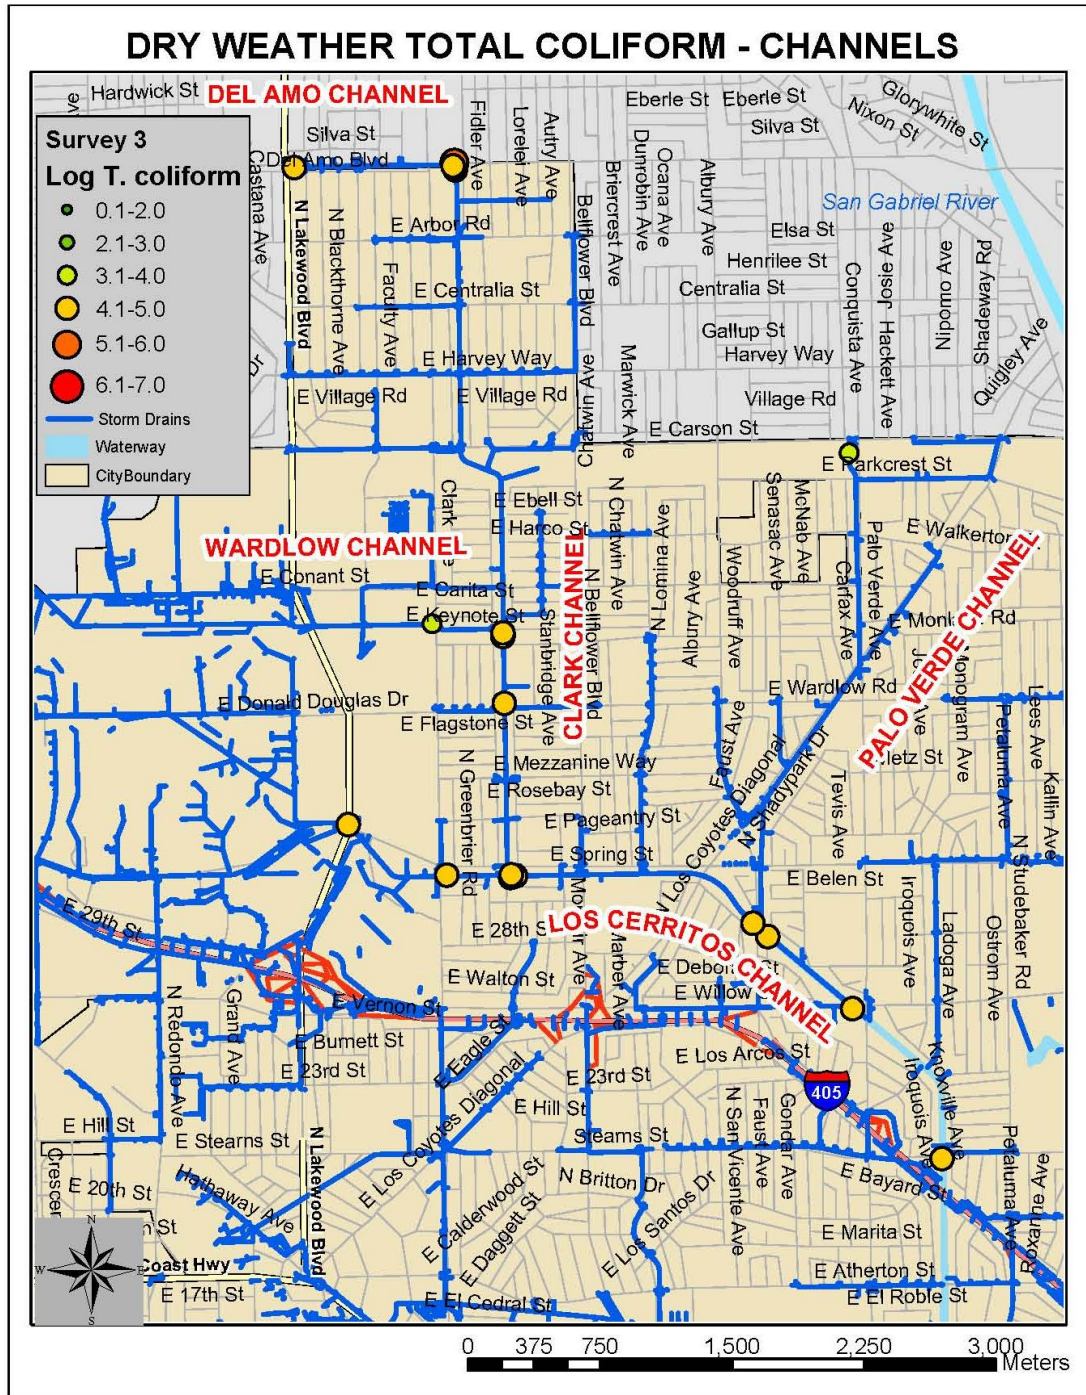 DRY WEATHER TOTAL COLIFORM - CHANNELS
Hardwick St
DEL AMO CHANNEL
Eberle St
Eberle St
Glorywhite St
Nixon St
Silva St
Silva St
Survey 3
Log T. coliform
0.1-2.0
2.1-3.0
3.1-4.0
4.1-5.0
5.1-6.0
6.1-7.0
Storm Drains
Waterway
CityBoundary
Del Amo Blvd
Castana Ave
N Lakewood Blvd
N Blackthorne Ave
Faculty Ave
Fidler Ave
Lorelei Ave
Autry Ave
Bellflower Blvd
Briercrest Ave
Dunrobin Ave
Ocana Ave
Albury Ave
San Gabriel River
E Arbor Rd
Elsa St
Henrilee St
E Centralia St
Centralia St
Gallup St
Harvey Way
E Harvey Way
E Village Rd
E Village Rd
Village Rd
Conquista Ave
Josie Ave
Hackett Ave
Nipomo Ave
Shadeway Rd
Quigley Ave
Chatwin Ave
Marwick Ave
E Carson St
E Parkcrest St
E Ebell St
E Harco St
Clark
WARDLOW CHANNEL
E Conant St
E Carita St
E Keynote St
Stanbridge Ave
CLARK CHANNEL
N Bellflower Blvd
N Chatwin Ave
N Lomina Ave
Albury Ave
Woodruff Ave
Senasac Ave
McNab Ave
Carfax Ave
Palo Verde Ave
E Walkerton
PALO VERDE CHANNEL
Rd
E Wardlow Rd
Monogram Ave
Petaluma Ave
Lees Ave
Kallin Ave
E Donald Douglas Dr
E Flagstone St
E Mezzanine Way
E Rosebay St
N Greenbrier Rd
E Pageantry St
E Spring St
Faust Ave
N Los Coyotes Diagonal
N Shadypark Dr
Tevis Ave
E Belen St
N Studebaker Rd
Iroquois Ave
Ladoga Ave
Ostrom Ave
E 29th St
E 28th S
LOS CERRITOS CHANNEL
E Walton St
Marber Ave
E Willow
E Vernon St
N Redondo Ave
Grand Ave
E Burnett St
E 23rd St
E Eagle St
E Los Coyotes Diagonal
E 23rd St
E Los Arcos St
405
Knoxville Ave
Iroquois Ave
E Hill St
E Hill St
E Stearns St
Stearns St
N San Vicente Ave
Faust Ave
Gondar Ave
E Bayard St
Petaluma Ave
Roxanne Ave
Crescen
E 20th St
Hathaway Ave
N Lakewood Blvd
E Calderwood St
E Daggett St
N Britton Dr
E Los Santos Dr
E Marita St
E Atherton St
E El Roble St
N
W
E
S
n St
Coast Hwy
E 17th St
E El Cedral St
0 375 750 1,500 2,250 3,000
Meters